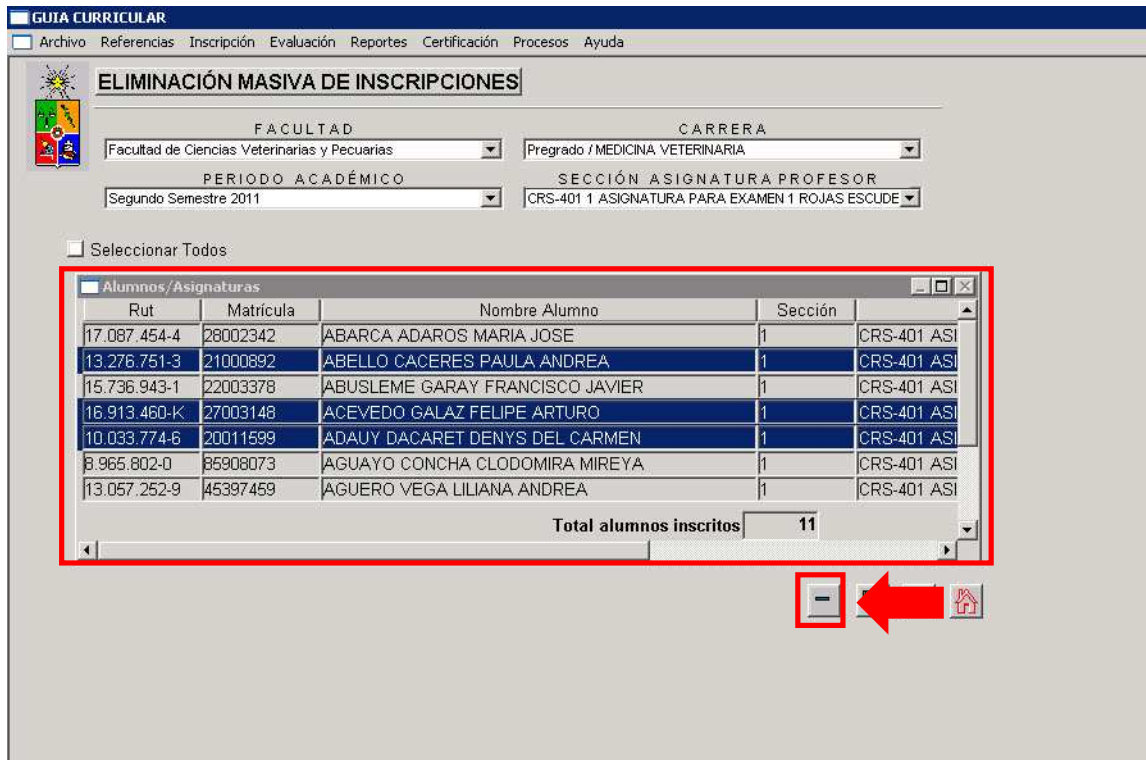 GUIA CURRICULAR
Archivo Referencias Inscripción Evaluación Reportes Certificación Procesos Ayuda
ELIMINACIÓN MASIVA DE INSCRIPCIONES
FACULTAD CARRERA
Facultad de Ciencias Veterinarias y Pecuarias Pregrado / MEDICINA VETERINARIA
PERIODO ACADÉMICO SECCIÓN ASIGNATURA PROFESOR
Segundo Semestre 2011 CRS-401 1 ASIGNATURA PARA EXAMEN 1 ROJAS ESCUDE
Seleccionar Todos
Alumnos/Asignaturas
Rut Matrícula Nombre Alumno Sección
17.087.454-4 28002342 ABARCA ADAROS MARIA JOSE 1 CRS-401 ASI
13.276.751-3 21000892 ABELLO CACERES PAULA ANDREA 1 CRS-401 ASI
15.736.943-1 22003378 ABUSLEME GARAY FRANCISCO JAVIER 1 CRS-401 ASI
16.913.460-K 27003148 ACEVEDO GALAZ FELIPE ARTURO 1 CRS-401 ASI
10.033.774-6 20011599 ADAUY DACARET DENYS DEL CARMEN 1 CRS-401 ASI
8.965.802-0 85908073 AGUAYO CONCHA CLODOMIRA MIREYA 1 CRS-401 ASI
13.057.252-9 45397459 AGUERO VEGA LILIANA ANDREA 1 CRS-401 ASI
Total alumnos inscritos 11